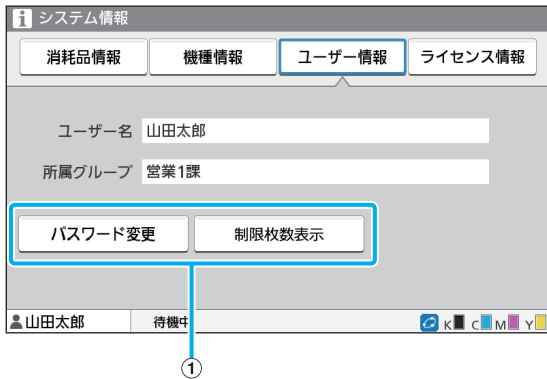 システム情報
消耗品情報 機種情報 ユーザー情報 ライセンス情報
ユーザー名 山田太郎
所属グループ 営業1課
パスワード変更 制限枚数表示
山田太郎 待機中 K C M Y
①